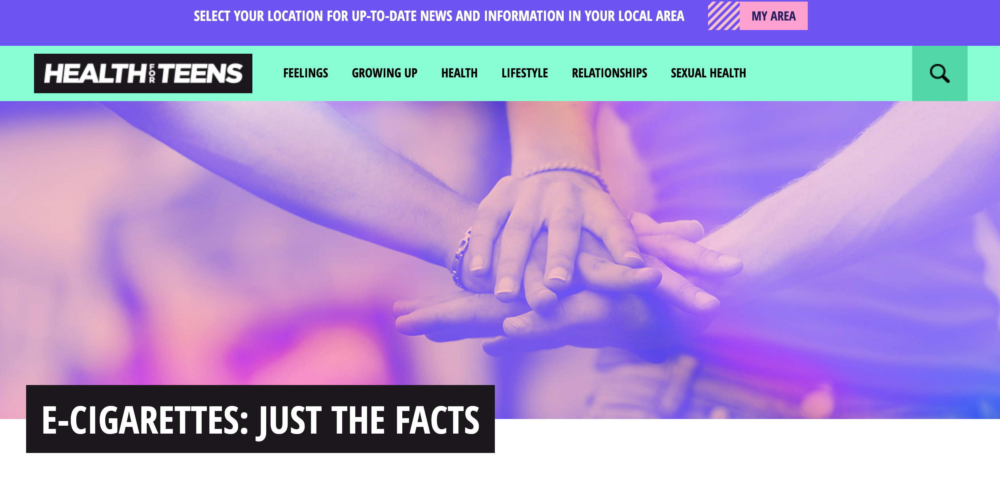 SELECT YOUR LOCATION FOR UP-TO-DATE NEWS AND INFORMATION IN YOUR LOCAL AREA
MY AREA
HEALTH FOR TEENS
FEELINGS
GROWING UP
HEALTH
LIFESTYLE
RELATIONSHIPS
SEXUAL HEALTH
E-CIGARETTES: JUST THE FACTS